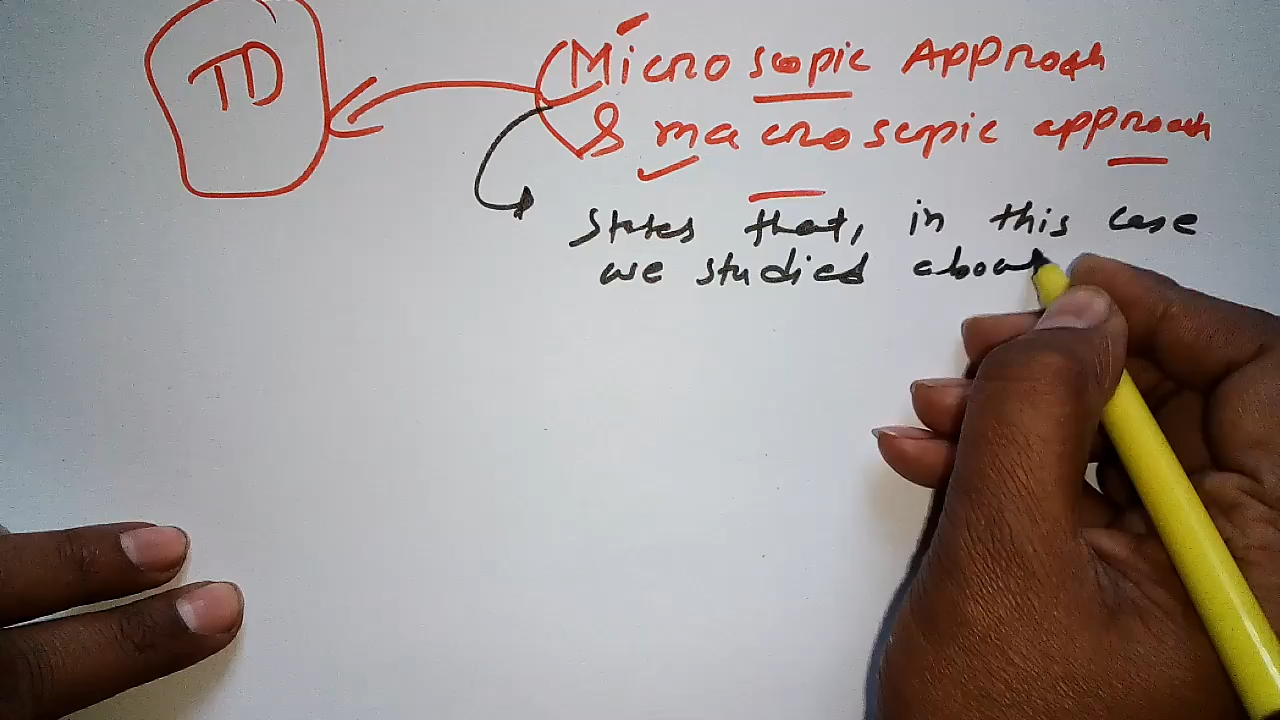 TD
Microscopic Approach
& macroscopic approach
States that, in this case
we studied about